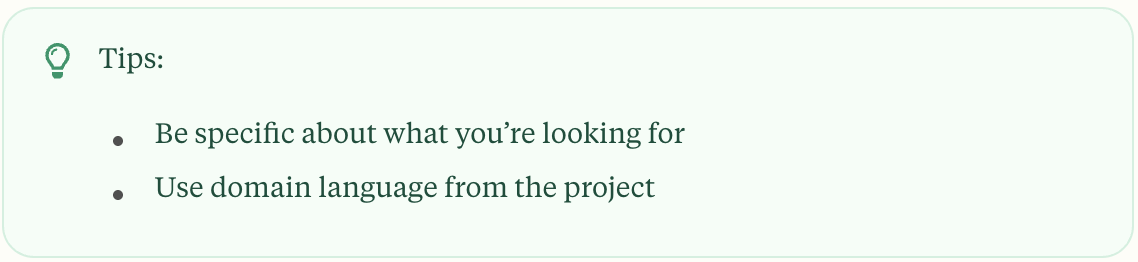 Tips:
Be specific about what you’re looking for
Use domain language from the project